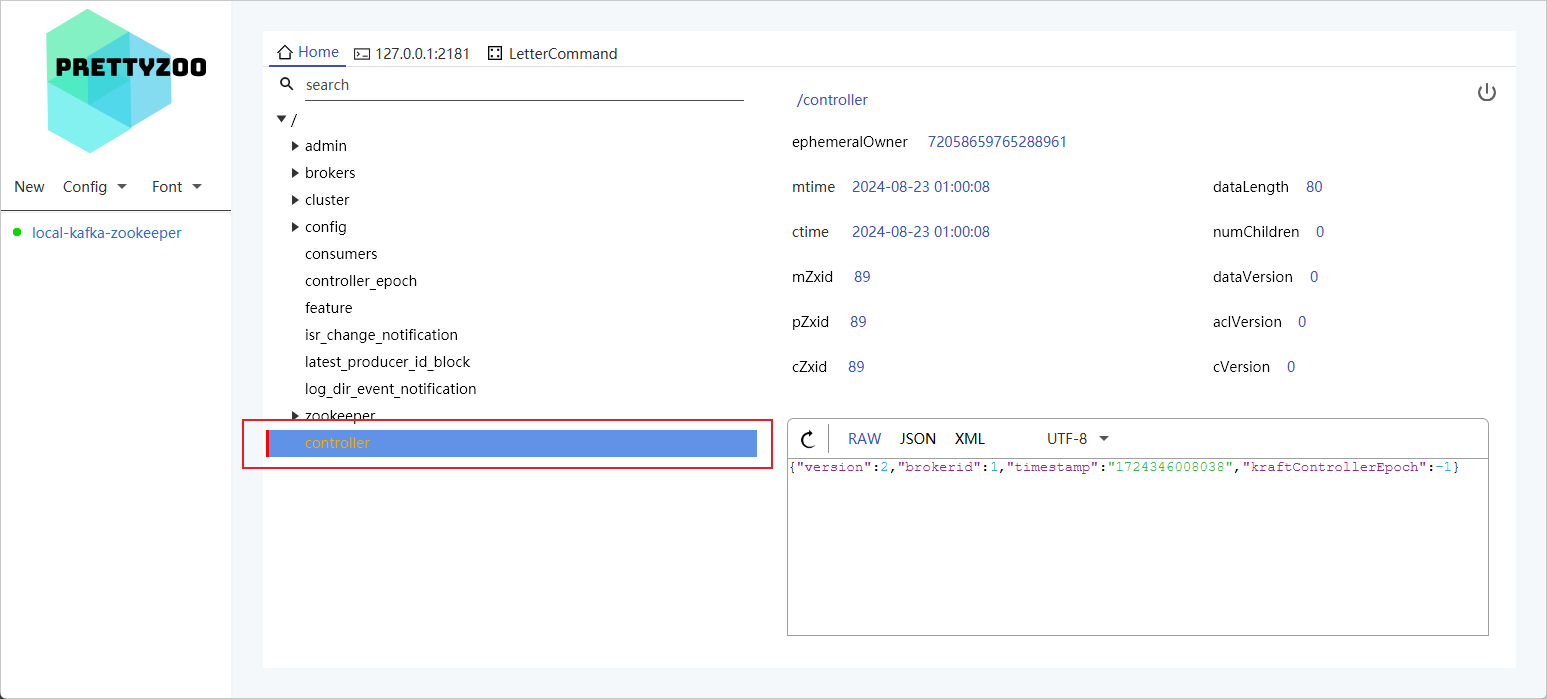 PRETTYZOO
New Config Font
local-kafka-zookeeper
Home 127.0.0.1:2181 LetterCommand
search
/
admin
brokers
cluster
config
consumers
controller_epoch
feature
isr_change_notification
latest_producer_id_block
log_dir_event_notification
zookeeper
controller
/controller
ephemeralOwner 72058659765288961
mtime 2024-08-23 01:00:08 dataLength 80
ctime 2024-08-23 01:00:08 numChildren 0
mZxid 89 dataVersion 0
pZxid 89 aclVersion 0
cZxid 89 cVersion 0
RAW JSON XML UTF-8
{"version":2,"brokerid":1,"timestamp":"1724346008038","kraftControllerEpoch":-1}